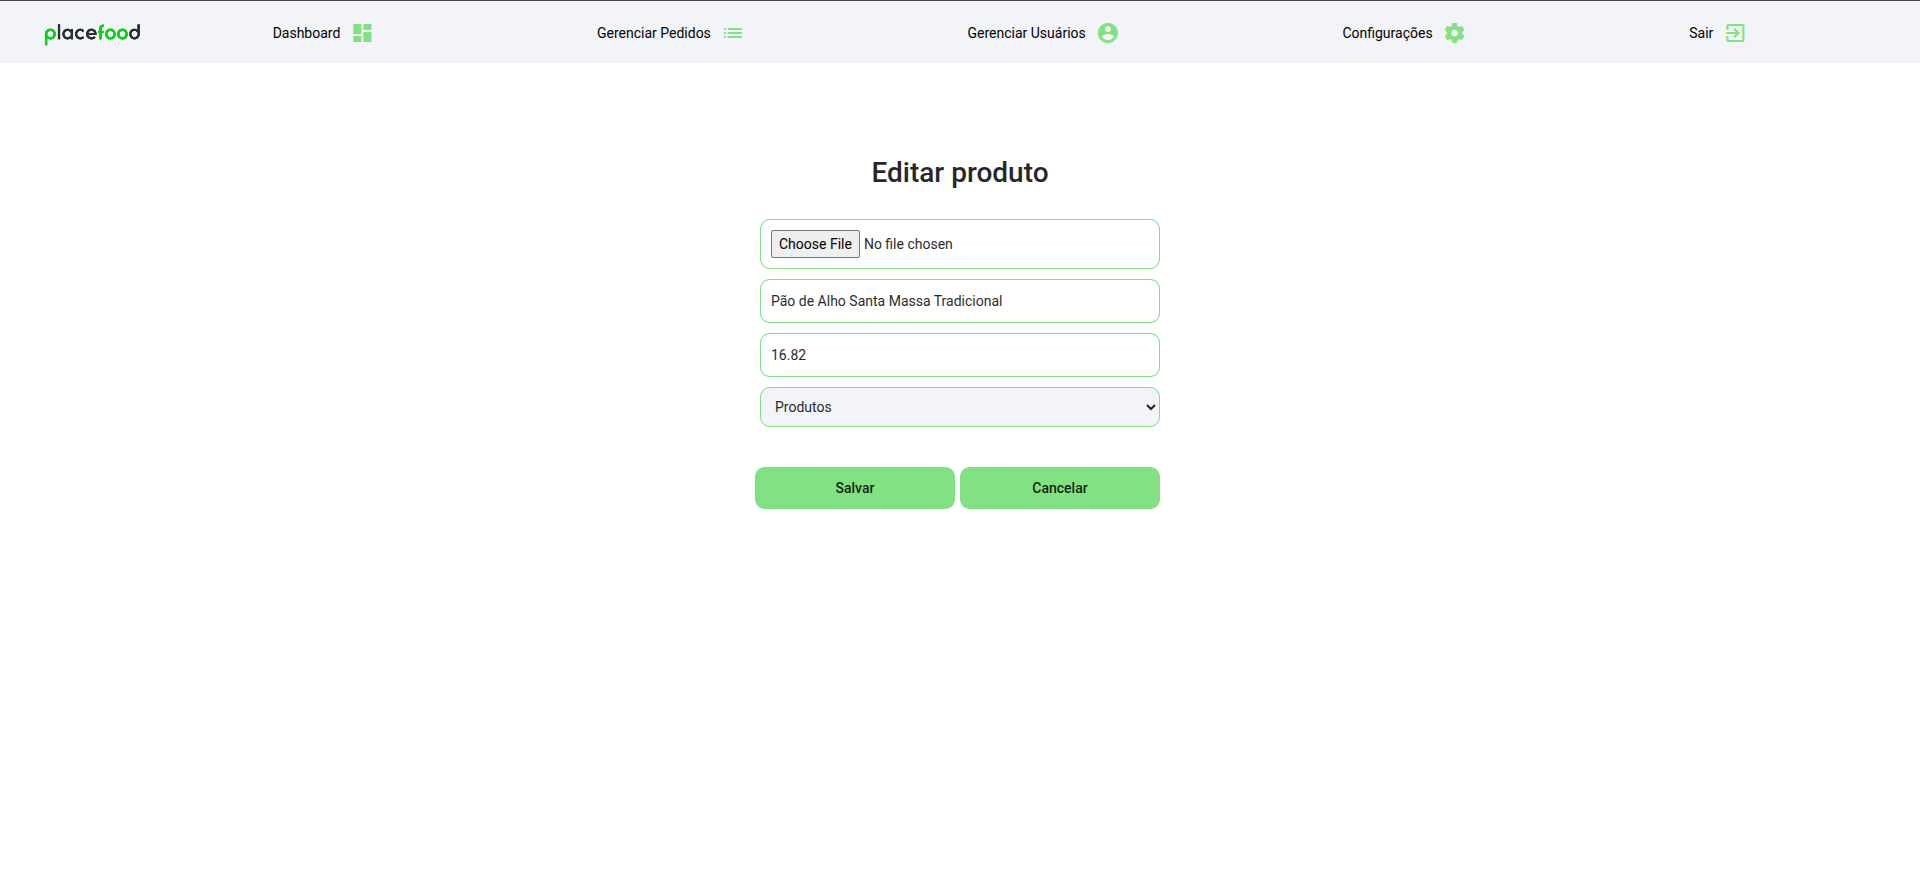 placefood
Dashboard
Gerenciar Pedidos
Gerenciar Usuários
Configurações
Sair
Editar produto
Choose File No file chosen
Pão de Alho Santa Massa Tradicional
16.82
Produtos
Salvar
Cancelar